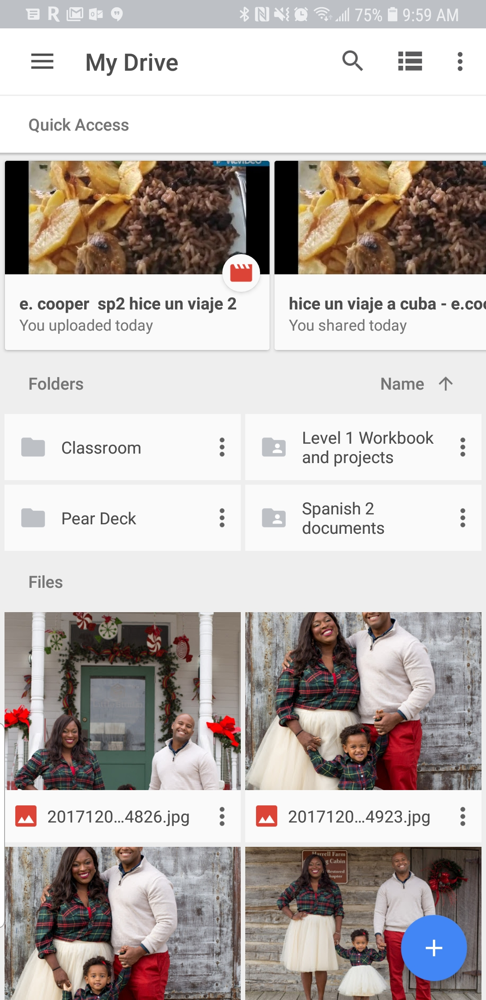 75% 9:59 AM
My Drive
Quick Access
WEVIDEO
e. cooper  sp2 hice un viaje 2
hice un viaje a cuba - e.coo
You uploaded today
You shared today
Folders
Name
Classroom
Level 1 Workbook
and projects
Pear Deck
Spanish 2
documents
Files
2017120...4826.jpg
2017120...4923.jpg
Harrell Farm
g Cabin
Restored
hapter